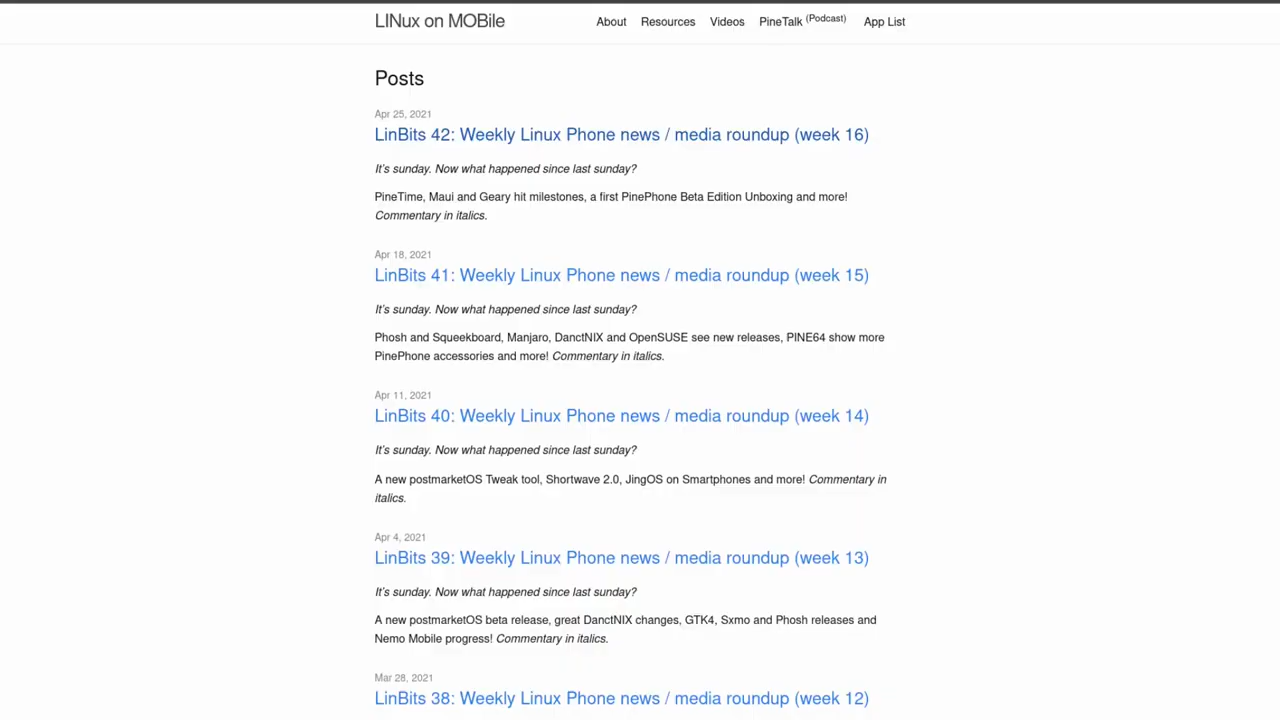 LINux on MOBile
About Resources Videos PineTalk (Podcast) App List
Posts
Apr 25, 2021
LinBits 42: Weekly Linux Phone news / media roundup (week 16)
It's sunday. Now what happened since last sunday?
PineTime, Maui and Geary hit milestones, a first PinePhone Beta Edition Unboxing and more!
Commentary in italics.
Apr 18, 2021
LinBits 41: Weekly Linux Phone news / media roundup (week 15)
It's sunday. Now what happened since last sunday?
Phosh and Squeekboard, Manjaro, DanctNIX and OpenSUSE see new releases, PINE64 show more
PinePhone accessories and more! Commentary in italics.
Apr 11, 2021
LinBits 40: Weekly Linux Phone news / media roundup (week 14)
It's sunday. Now what happened since last sunday?
A new postmarketOS Tweak tool, Shortwave 2.0, JingOS on Smartphones and more! Commentary in
italics.
Apr 4, 2021
LinBits 39: Weekly Linux Phone news / media roundup (week 13)
It's sunday. Now what happened since last sunday?
A new postmarketOS beta release, great DanctNIX changes, GTK4, Sxmo and Phosh releases and
Nemo Mobile progress! Commentary in italics.
Mar 28, 2021
LinBits 38: Weekly Linux Phone news / media roundup (week 12)